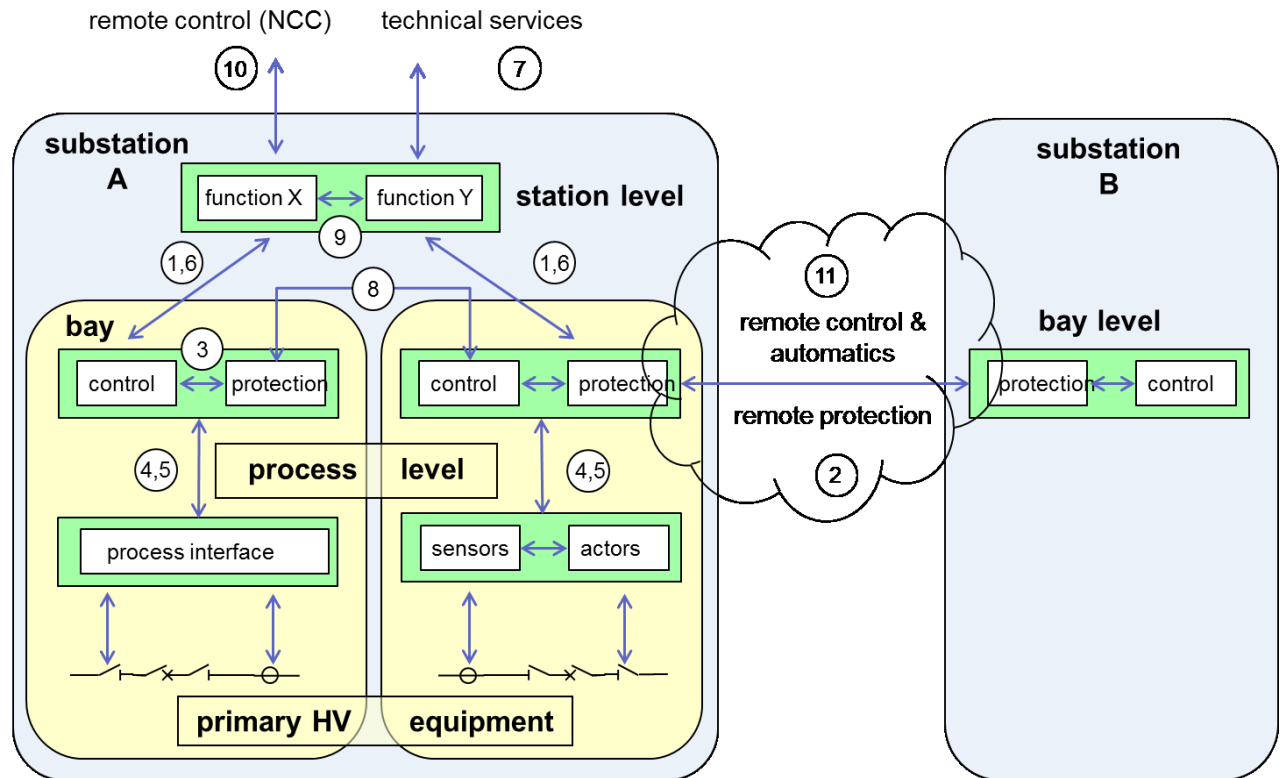 remote control (NCC)
technical services
10
7
substation
A
substation
B
function X
function Y
station level
9
1,6
1,6
8
11
bay
bay level
3
remote control &
automatics
control
protection
control
protection
protection
control
remote protection
4,5
process level
4,5
2
process interface
sensors
actors
primary HV equipment